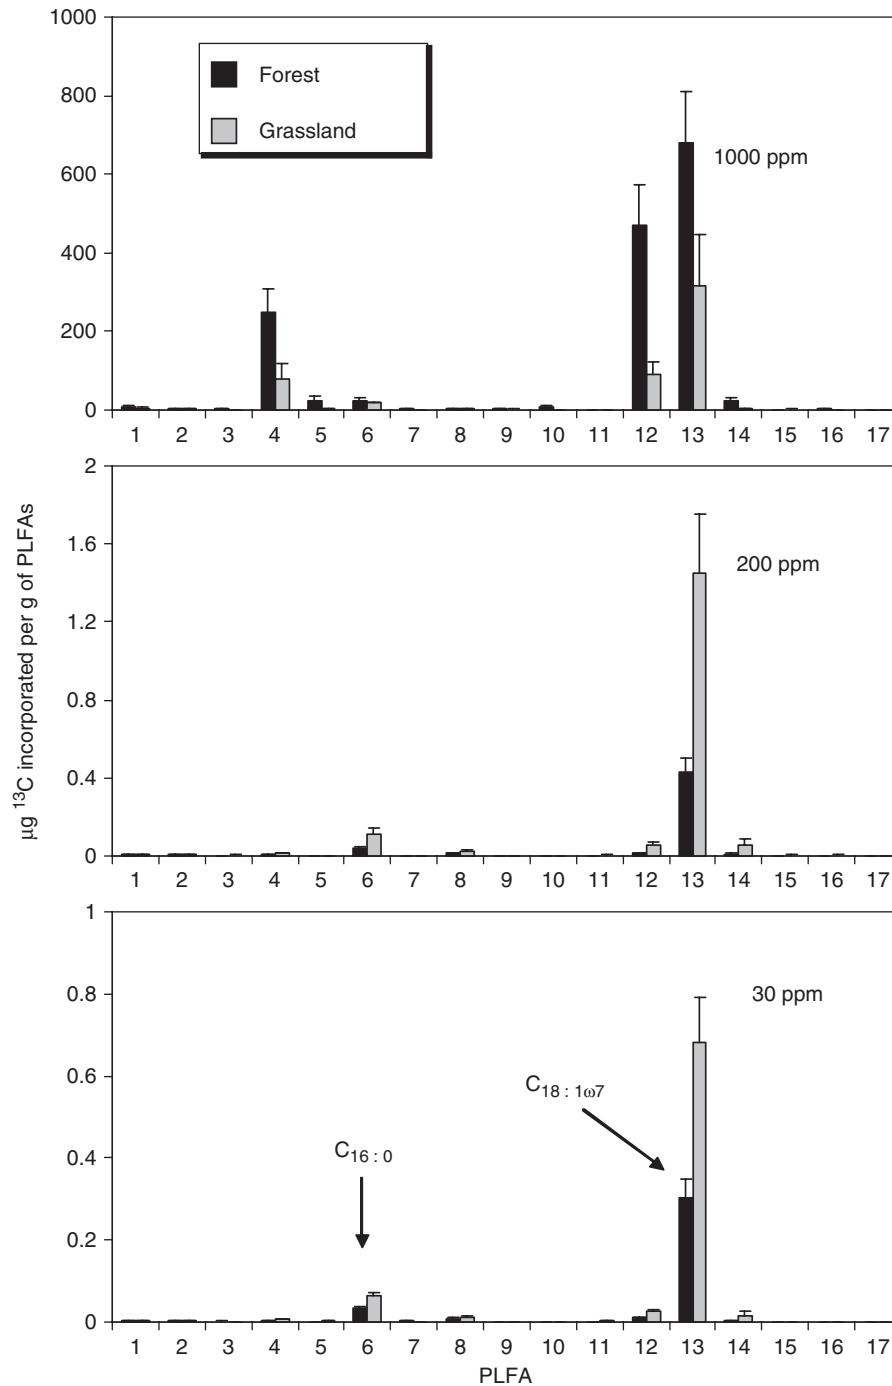 1000
800
600
400
200
0
Forest
Grassland
1000 ppm
1 2 3 4 5 6 7 8 9 10 11 12 13 14 15 16 17
2
1.6
1.2
0.8
0.4
0
200 ppm
1 2 3 4 5 6 7 8 9 10 11 12 13 14 15 16 17
µg ¹³C incorporated per g of PLFAs
1
0.8
0.6
0.4
0.2
0
30 ppm
C18 : 1ω7
C16 : 0
1 2 3 4 5 6 7 8 9 10 11 12 13 14 15 16 17
PLFA